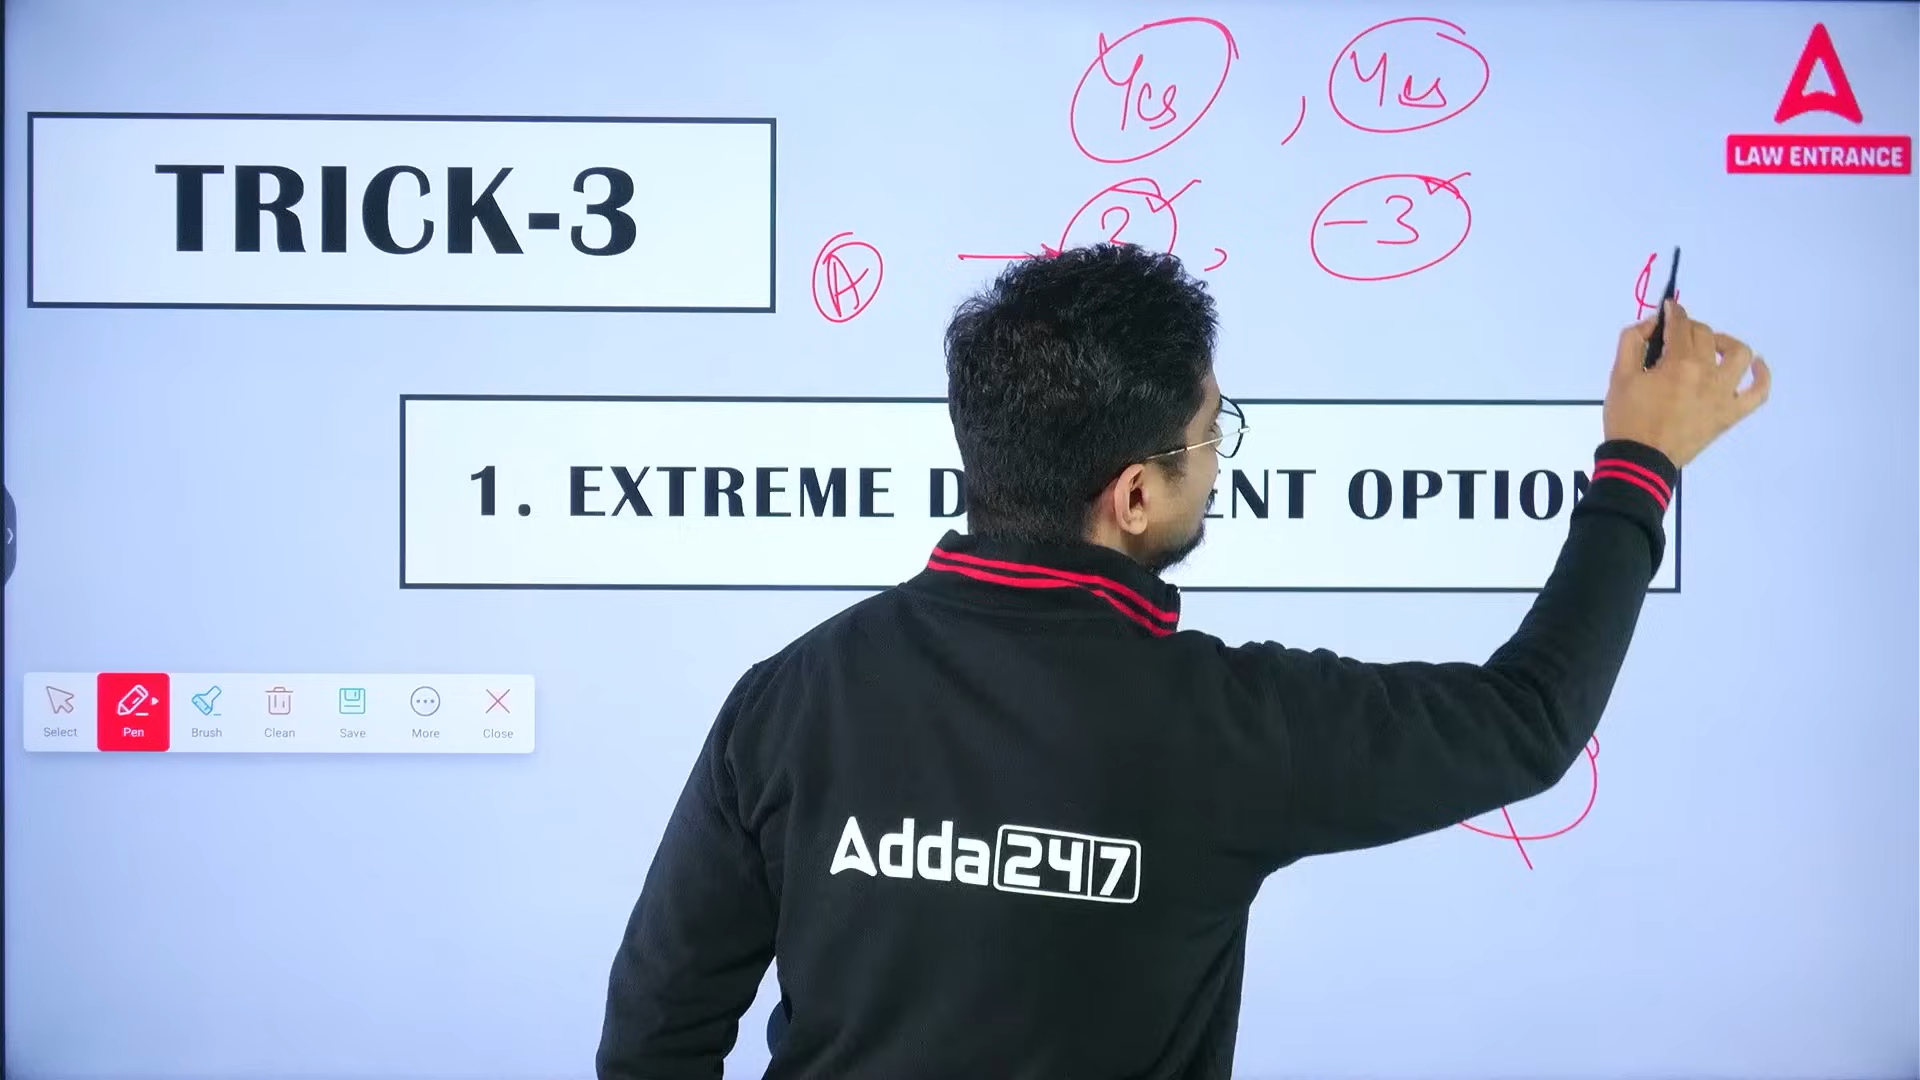 Yes , Yes
LAW ENTRANCE
TRICK-3
A 2 , -3
1. EXTREME D ENT OPTION
Select Pen Brush Clean Save More Close
Adda247